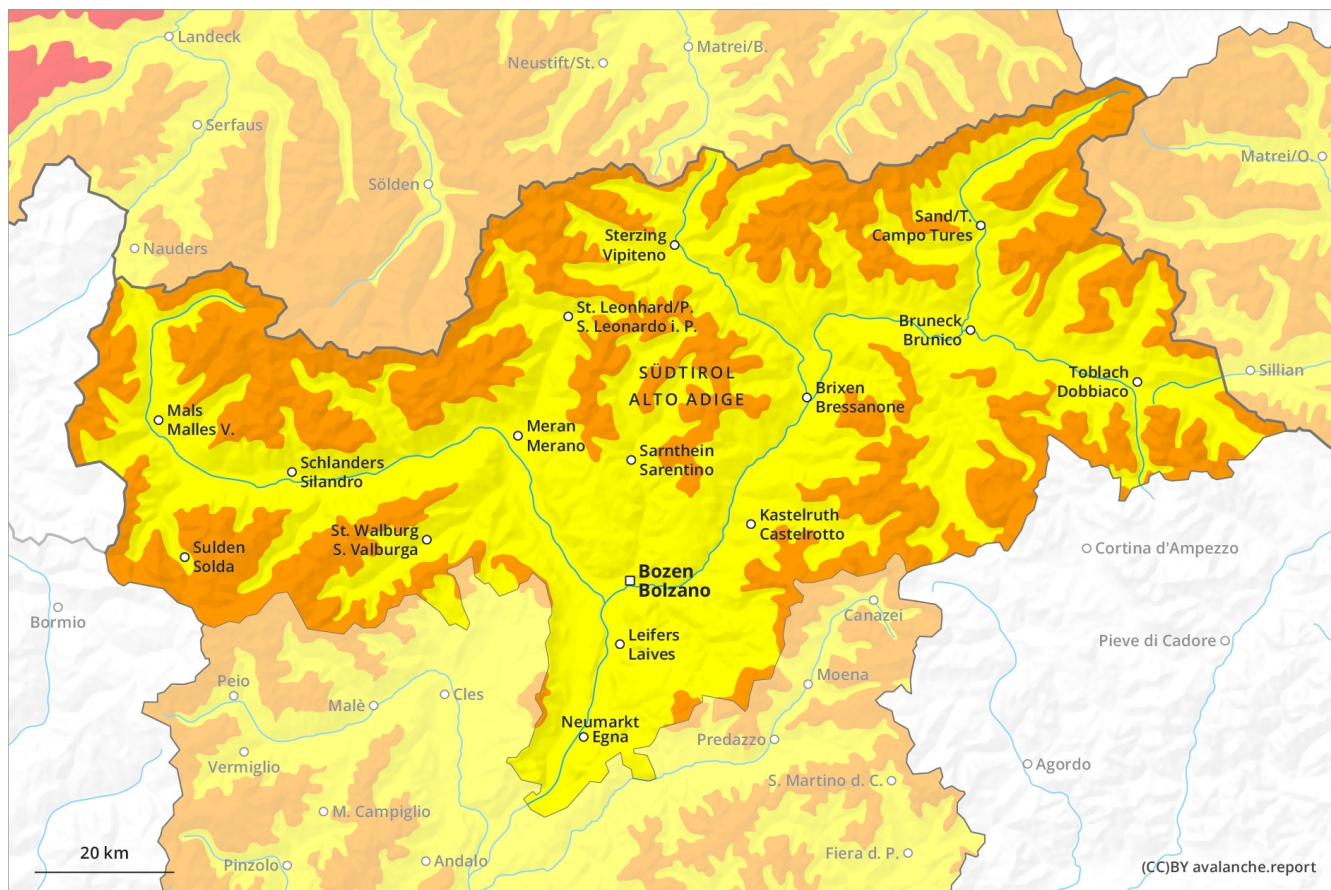 Landeck
Matrei/B.
Neustift/St.
Serfaus
Matrei/O.
Sölden
Sand/T.
Campo Tures
Nauders
Sterzing
Vipiteno
St. Leonhard/P.
S. Leonardo i. P.
Bruneck
Brunico
SÜDTIROL
ALTO ADIGE
Toblach
Dobbiaco
Sillian
Brixen
Bressanone
Mals
Malles V.
Meran
Merano
Sarnthein
Sarentino
Schlanders
Silandro
Kastelruth
Castelrotto
St. Walburg
S. Valburga
Sulden
Solda
Cortina d'Ampezzo
Bozen
Bolzano
Bormio
Canazei
Leifers
Laives
Pieve di Cadore
Peio
Moena
Malè
Cles
Neumarkt
Egna
Predazzo
Vermiglio
Agordo
S. Martino d. C.
M. Campiglio
20 km
Pinzolo
Andalo
Fiera d. P.
(CC)BY avalanche.report